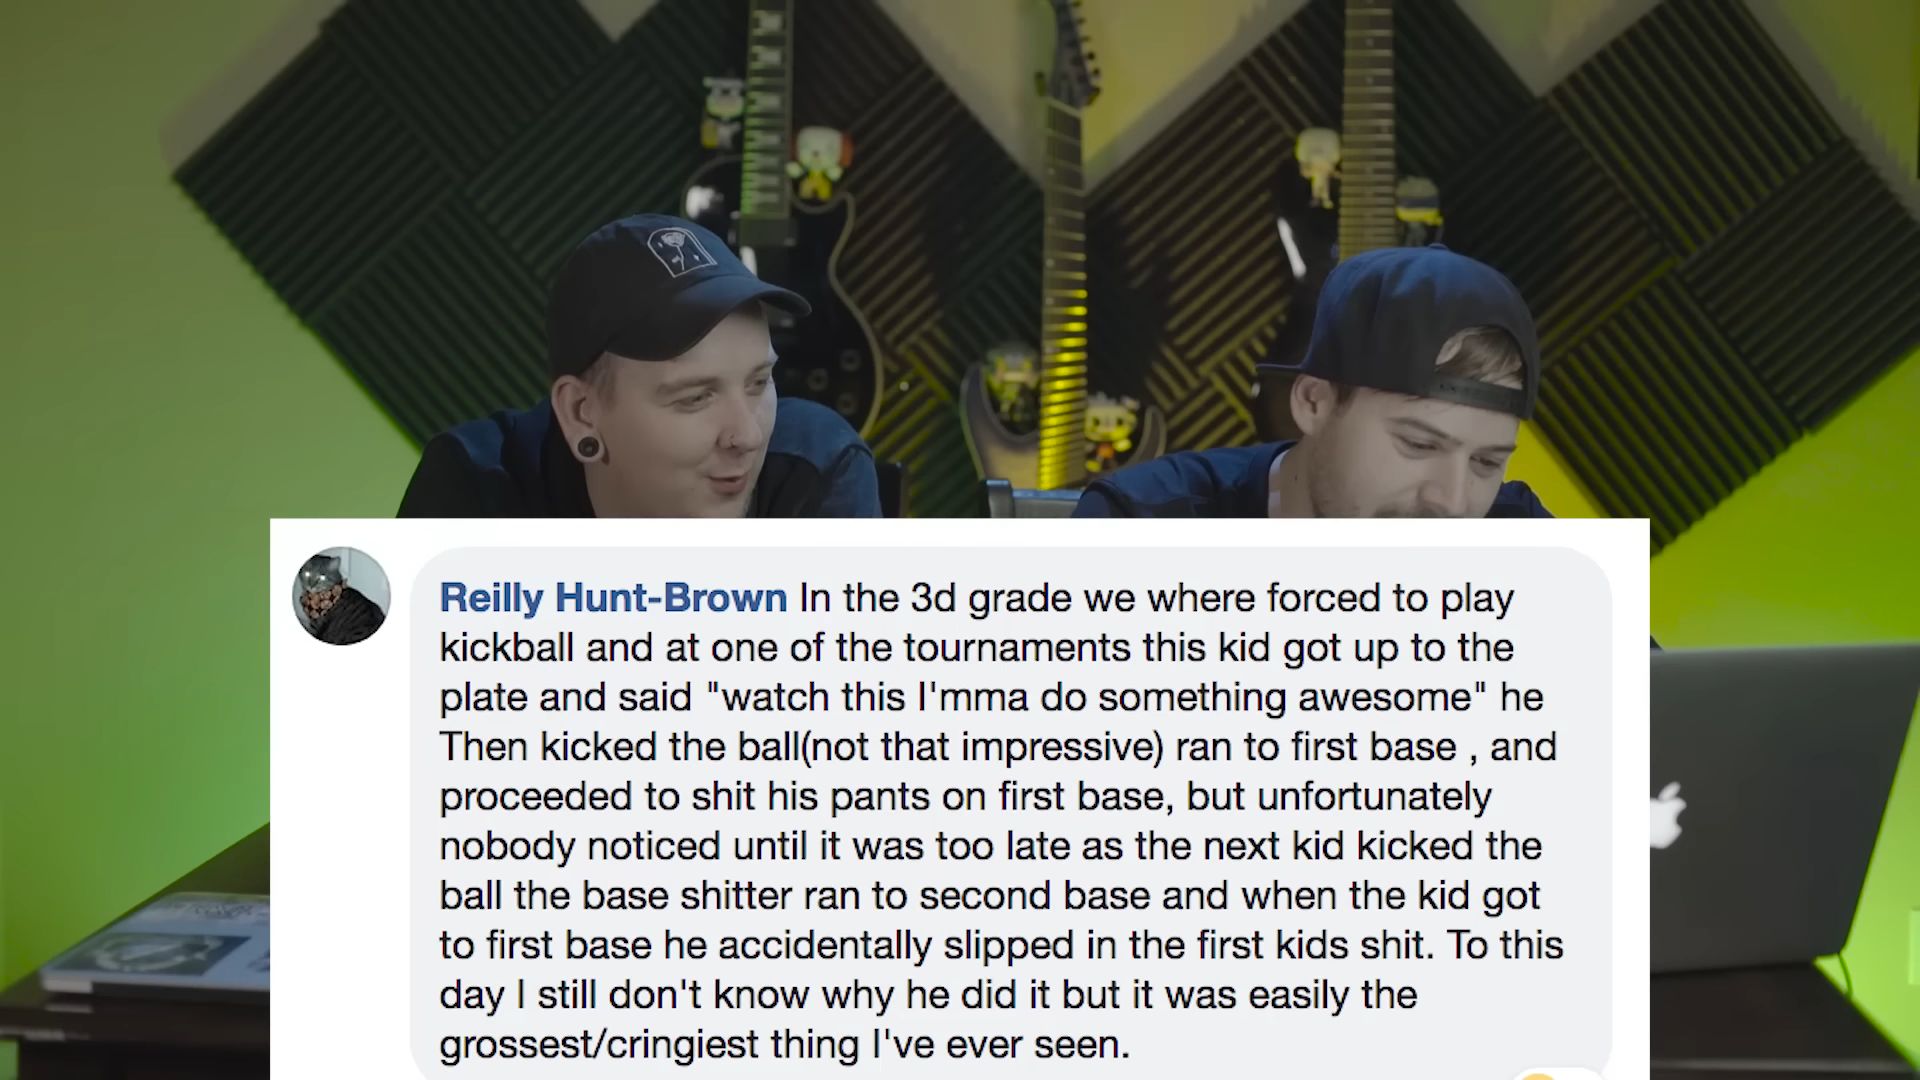 Reilly Hunt-Brown In the 3d grade we where forced to play
kickball and at one of the tournaments this kid got up to the
plate and said "watch this I'mma do something awesome" he
Then kicked the ball(not that impressive) ran to first base , and
proceeded to shit his pants on first base, but unfortunately
nobody noticed until it was too late as the next kid kicked the
ball the base shitter ran to second base and when the kid got
to first base he accidentally slipped in the first kids shit. To this
day I still don't know why he did it but it was easily the
grossest/cringiest thing I've ever seen.